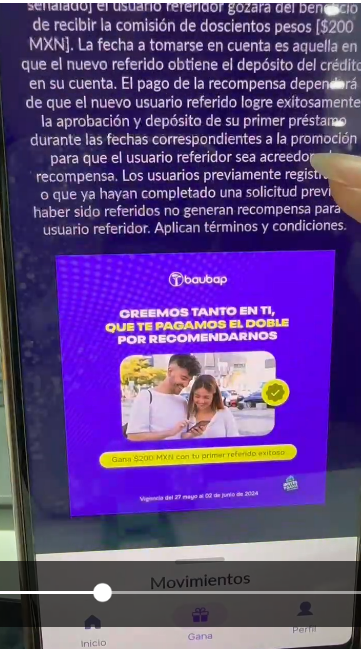 señalado] el usuario referidor gozará del beneficio
de recibir la comisión de doscientos pesos [$200
MXN]. La fecha a tomarse en cuenta es aquella en
que el nuevo referido obtiene el depósito del crédito
en su cuenta. El pago de la recompensa dependerá
de que el nuevo usuario referido logre exitosamente
la aprobación y depósito de su primer préstamo
durante las fechas correspondientes a la promoción
para que el usuario referidor sea acreedor
recompensa. Los usuarios previamente
o que ya hayan completado una solicitud
haber sido referidos no generan recompensa para
usuario referidor. Aplican términos y condiciones.
baubap
CREEMOS TANTO EN TI,
QUE TE PAGAMOS EL DOBLE
POR RECOMENDARNOS
Gana $200 MXN con tu primer referido exitoso
Vigencia del 27 mayo al 02 de junio de 2024
Movimientos
Inicio
Gana
Perfil